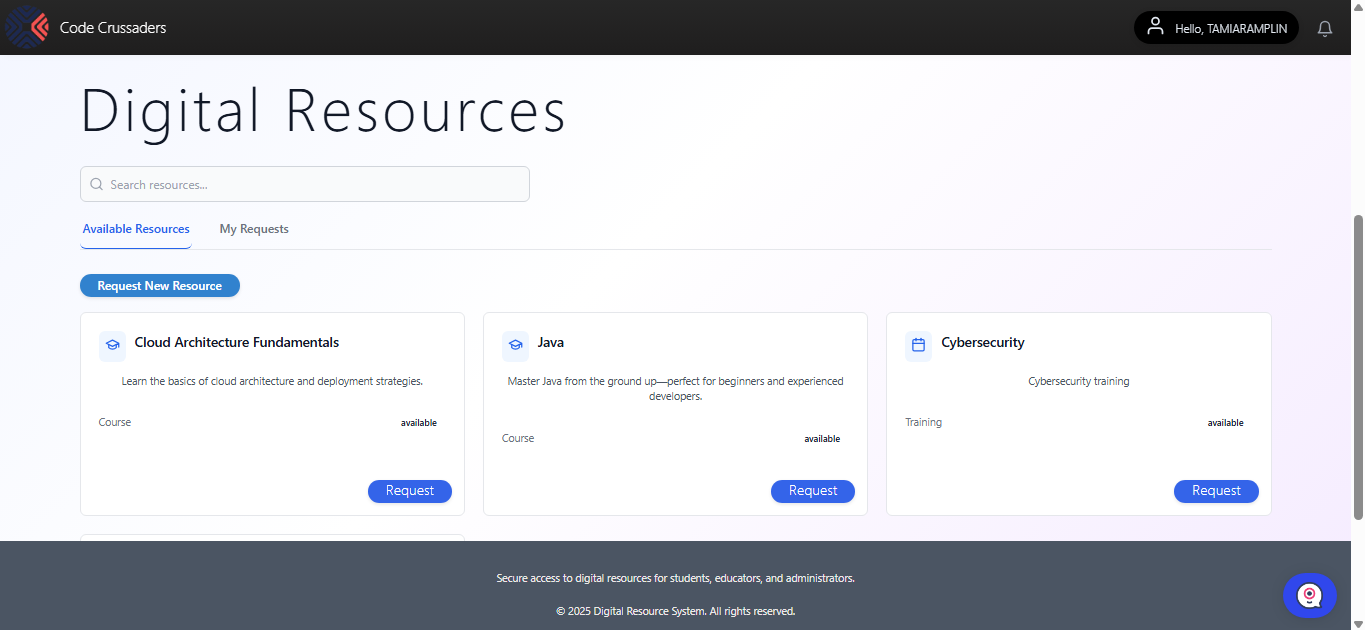 Code Crussaders
Hello, TAMIARAMPLIN
Digital Resources
Search resources...
Available Resources
My Requests
Request New Resource
Cloud Architecture Fundamentals
Learn the basics of cloud architecture and deployment strategies.
Course
available
Request
Java
Master Java from the ground up—perfect for beginners and experienced
developers.
Course
available
Request
Cybersecurity
Cybersecurity training
Training
available
Request
Secure access to digital resources for students, educators, and administrators.
© 2025 Digital Resource System. All rights reserved.